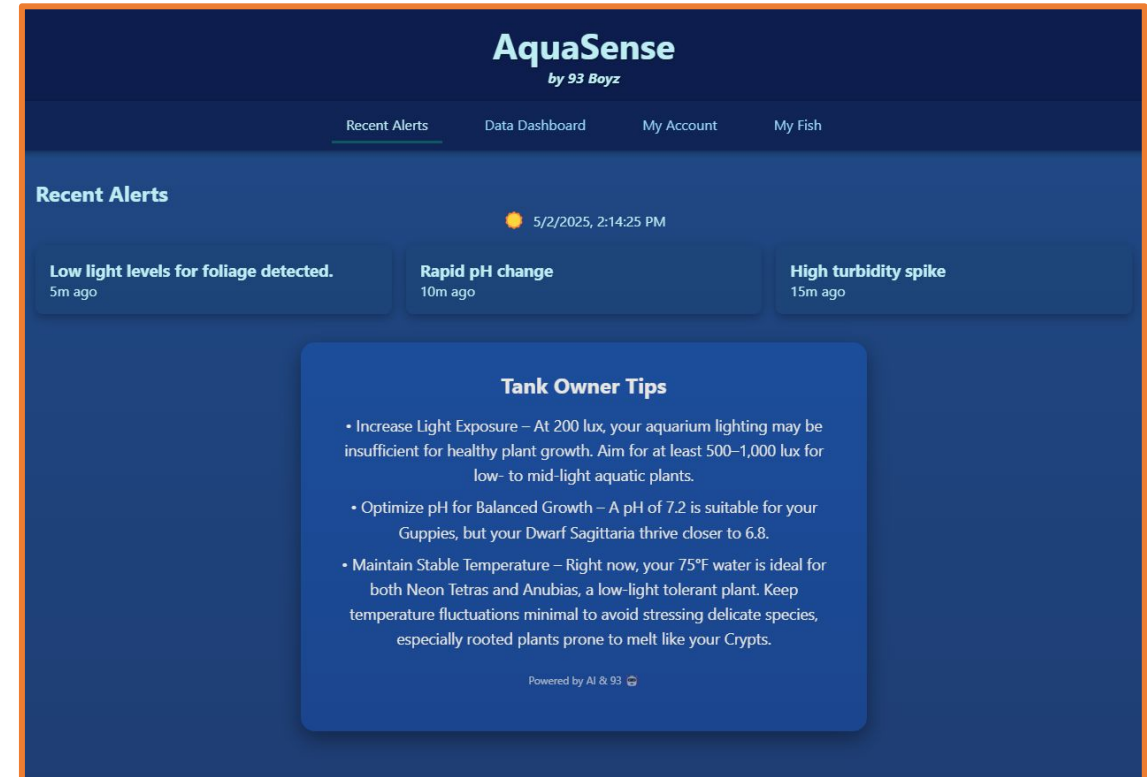 AquaSense
by 93 Boyz
Recent Alerts Data Dashboard My Account My Fish
Recent Alerts
5/2/2025, 2:14:25 PM
Low light levels for foliage detected.
5m ago
Rapid pH change
10m ago
High turbidity spike
15m ago
Tank Owner Tips
• Increase Light Exposure – At 200 lux, your aquarium lighting may be
insufficient for healthy plant growth. Aim for at least 500–1,000 lux for
low- to mid-light aquatic plants.
• Optimize pH for Balanced Growth – A pH of 7.2 is suitable for your
Guppies, but your Dwarf Sagittaria thrive closer to 6.8.
• Maintain Stable Temperature – Right now, your 75°F water is ideal for
both Neon Tetras and Anubias, a low-light tolerant plant. Keep
temperature fluctuations minimal to avoid stressing delicate species,
especially rooted plants prone to melt like your Crypts.
Powered by AI & 93